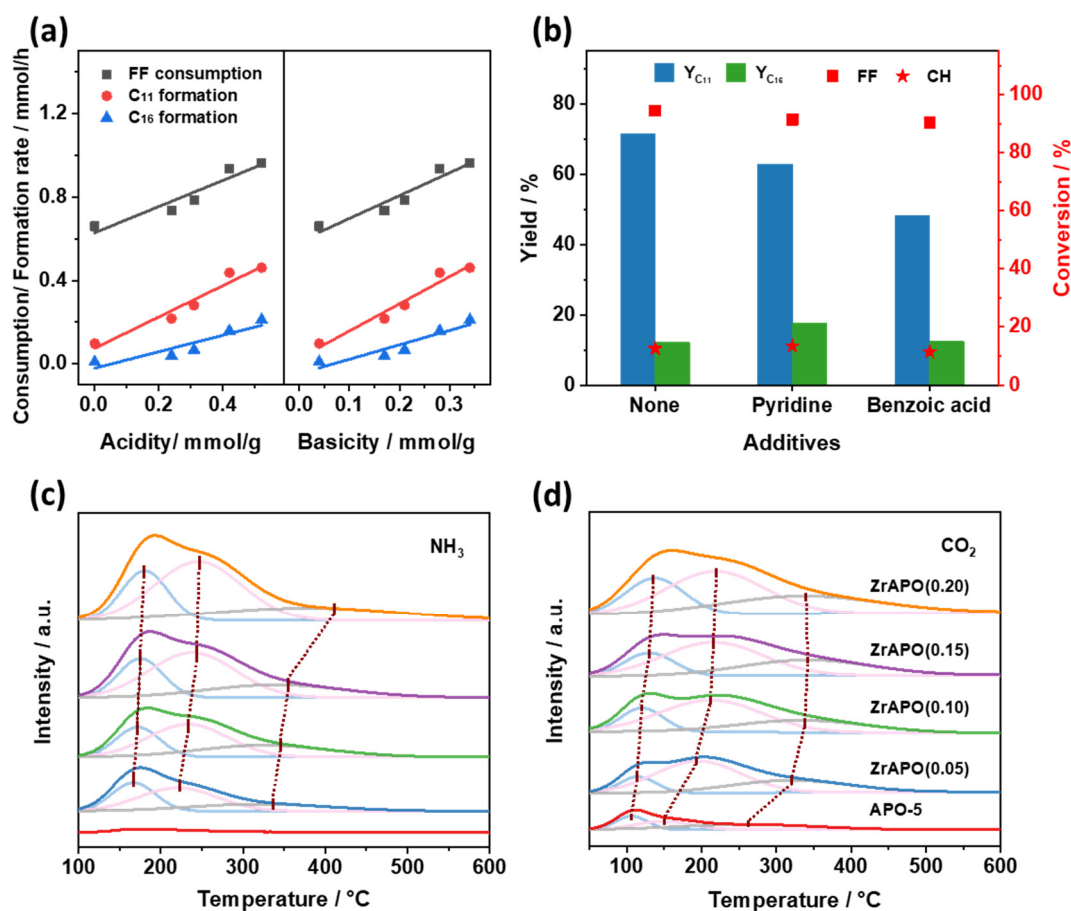 (a)
Consumption/ Formation rate / mmol/h
1.2
0.8
0.4
0.0
FF consumption
C₁₁ formation
C₁₆ formation
0.0 0.2 0.4
0.0 0.1 0.2 0.3
Acidity/ mmol/g
Basicity/ mmol/g
(b)
Y_C₁₁ Y_C₁₆ FF CH
Yield / %
80
60
40
20
0
100
80
60
40
20
0
Conversion / %
None Pyridine Benzoic acid
Additives
(c)
NH₃
Intensity / a.u.
100 200 300 400 500 600
Temperature / °C
(d)
CO₂
ZrAPO(0.20)
ZrAPO(0.15)
ZrAPO(0.10)
ZrAPO(0.05)
APO-5
Intensity / a.u.
100 200 300 400 500 600
Temperature / °C